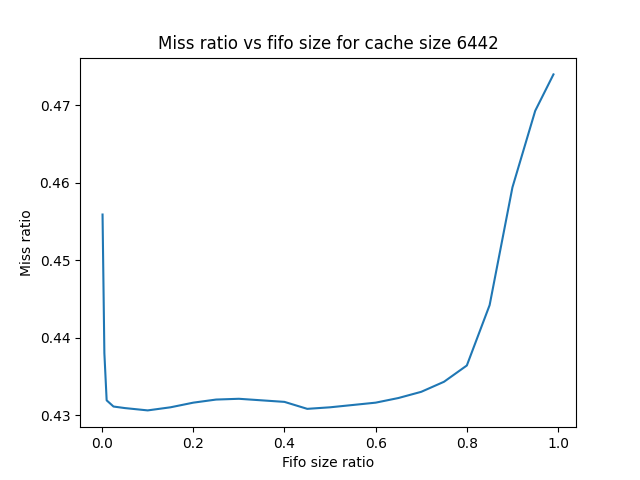 Miss ratio vs fifo size for cache size 6442
0.47
0.46
0.45
0.44
0.43
Miss ratio
0.0 0.2 0.4 0.6 0.8 1.0
Fifo size ratio